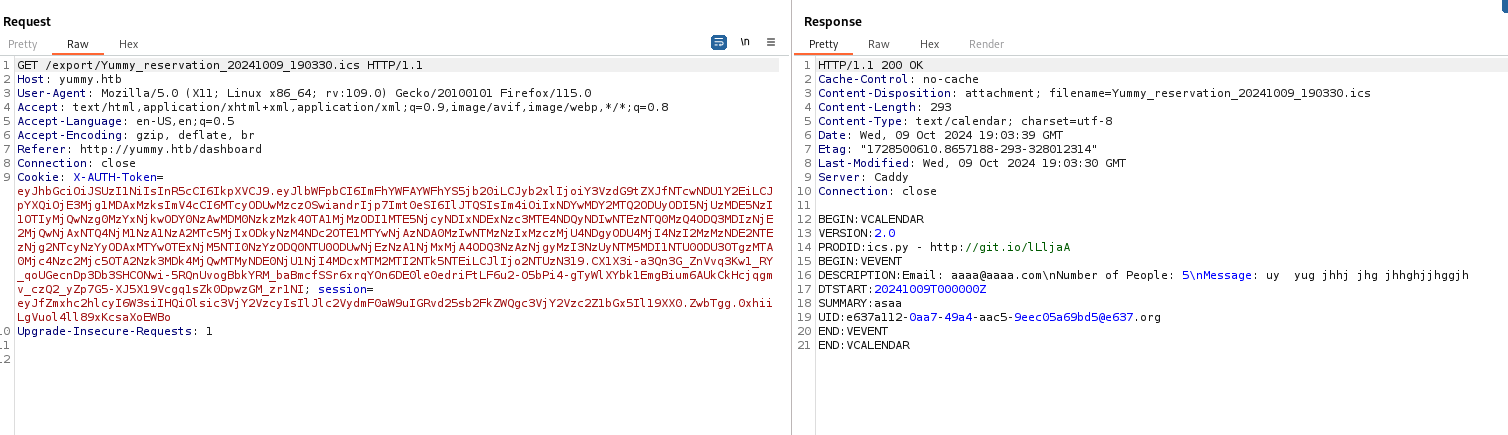 Request
Pretty
Raw
Hex
\n
1 GET /export/Yummy_reservation_20241009_190330.ics HTTP/1.1
2 Host: yummy.htb
3 User-Agent: Mozilla/5.0 (X11; Linux x86_64; rv:109.0) Gecko/20100101 Firefox/115.0
4 Accept: text/html,application/xhtml+xml,application/xml;q=0.9,image/avif,image/webp,*/*;q=0.8
5 Accept-Language: en-US,en;q=0.5
6 Accept-Encoding: gzip, deflate, br
7 Referer: http://yummy.htb/dashboard
8 Connection: close
9 Cookie: X-AUTH-Token=
eyJhbGciOiJSUzI1NiIsInR5cCI6IkpXVCJ9.eyJlbWFpbCI6ImFhYWFAYWFhYS5jb20iLCJyb2xlIjoiY3VzdG9tZXJfNTcwNDU1Y2EiLCJ
session=
eyJfZmxhc2hlcyI6W3siIHQiOlsic3VjY2VzcyIsIlJlc2VydmF0aW9uIGRvd25sb2FkZWQgc3VjY2Vzc2Z1bGx5Il19XX0.ZwbTgg.0xhii
LgVuol4ll89xKcsaXoEWBo
10 Upgrade-Insecure-Requests: 1
11
12
Response
Pretty
Raw
Hex
Render
1 HTTP/1.1 200 OK
2 Cache-Control: no-cache
3 Content-Disposition: attachment; filename=Yummy_reservation_20241009_190330.ics
4 Content-Length: 293
5 Content-Type: text/calendar; charset=utf-8
6 Date: Wed, 09 Oct 2024 19:03:39 GMT
7 Etag: "1728500610.8657188-293-328012314"
8 Last-Modified: Wed, 09 Oct 2024 19:03:30 GMT
9 Server: Caddy
10 Connection: close
11
12 BEGIN:VCALENDAR
13 VERSION:2.0
14 PRODID:ics.py - http://git.io/lLljaA
15 BEGIN:VEVENT
16 DESCRIPTION:Email: aaaa@aaaa.com\nNumber of People: 5\nMessage: uy  yug jhhj jhg jhhghjjhggjh
17 DTSTART:20241009T000000Z
18 SUMMARY:asaa
19 UID:e637a112-0aa7-49a4-aac5-9eec05a69bd5@e637.org
20 END:VEVENT
21 END:VCALENDAR